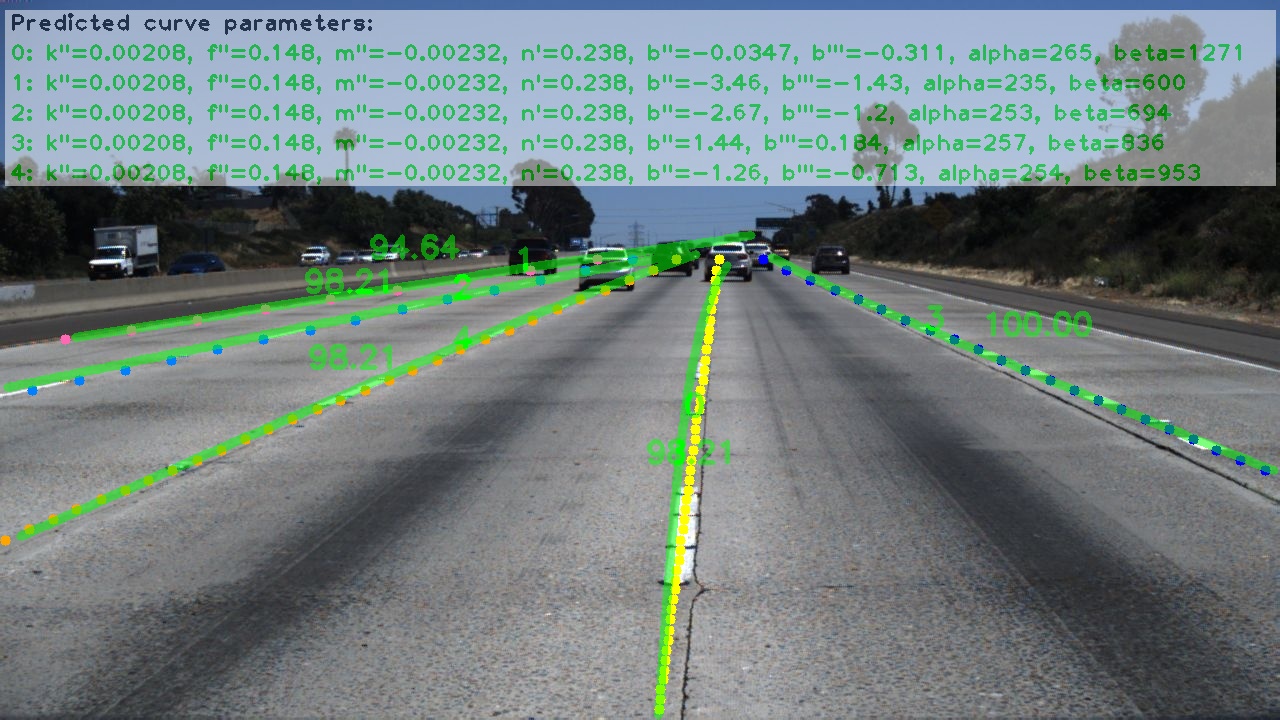 Predicted curve parameters:
0: k''=0.00208, f''=0.148, m''=-0.00232, n'=0.238, b''=-0.0347, b'''=-0.311, alpha=265, beta=1271
1: k''=0.00208, f''=0.148, m''=-0.00232, n'=0.238, b''=-3.46, b'''=-1.43, alpha=235, beta=600
2: k''=0.00208, f''=0.148, m''=-0.00232, n'=0.238, b''=-2.67, b'''=-1.2, alpha=253, beta=694
3: k''=0.00208, f''=0.148, m''=-0.00232, n'=0.238, b''=1.44, b'''=0.184, alpha=257, beta=836
4: k''=0.00208, f''=0.148, m''=-0.00232, n'=0.238, b''=-1.26, b'''=-0.713, alpha=254, beta=953
94.64
1
98.21
2
3
100.00
4
98.21
98.21